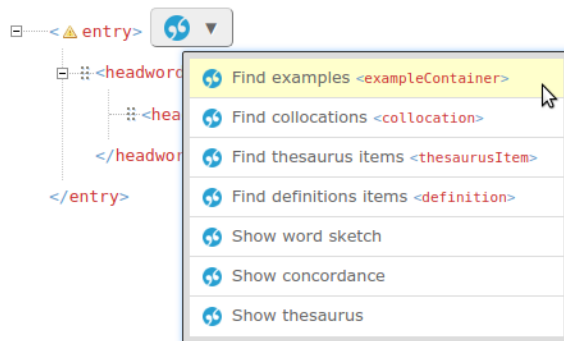 <entry>
<headword
Find examples <exampleContainer>
Find collocations <collocation>
<hea
Find thesaurus items <thesaurusItem>
</headwor
Find definitions items <definition>
</entry>
Show word sketch
Show concordance
Show thesaurus